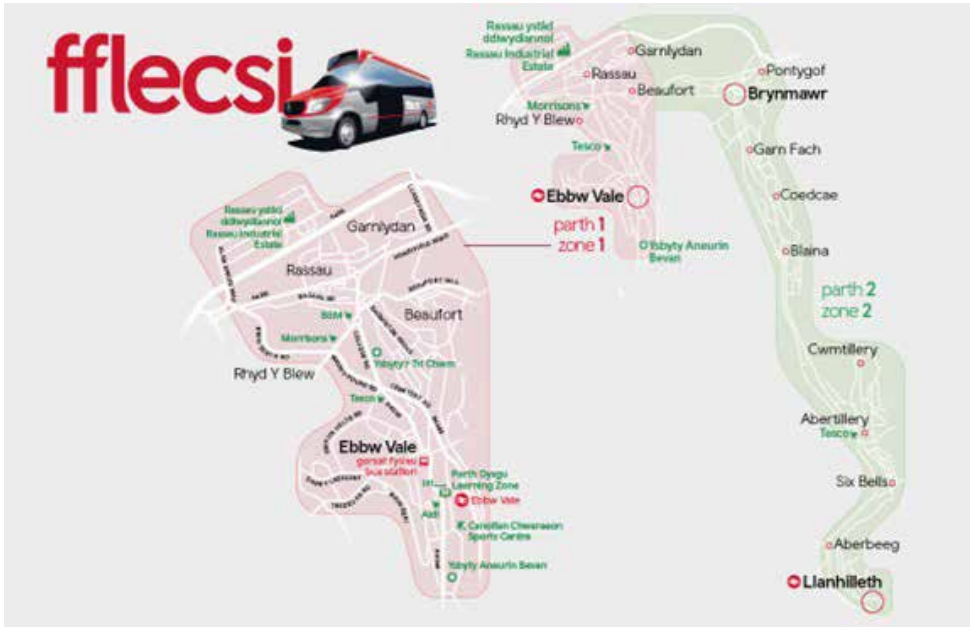 fflecsi
Rassau ystâd
ddiwydiannol
Rassau Industrial
Estate
Garnlydan
Rassau
Beaufort
Morrisons
Rhyd Y Blew
Tesco
Ebbw Vale
parth 1
zone 1
Ysbyty Aneurin
Bevan
Pontygof
Brynmawr
Garn Fach
Coedcae
Blaina
parth 2
zone 2
Cwmtillery
Abertillery
Tesco
Six Bells
Aberbeeg
Llanhilleth
Rassau ystâd
ddiwydiannol
Rassau Industrial
Estate
Garnlydan
Rassau
Beaufort
B&M
Morrisons
Rhyd Y Blew
Ysbyty'r Tri Chwm
Tesco
Ebbw Vale
gorsaf fysiau
bus station
Parth Dysgu
Learning Zone
Ebbw Vale
Aldi
Canolfan Chwaraeon
Sports Centre
Ysbyty Aneurin Bevan